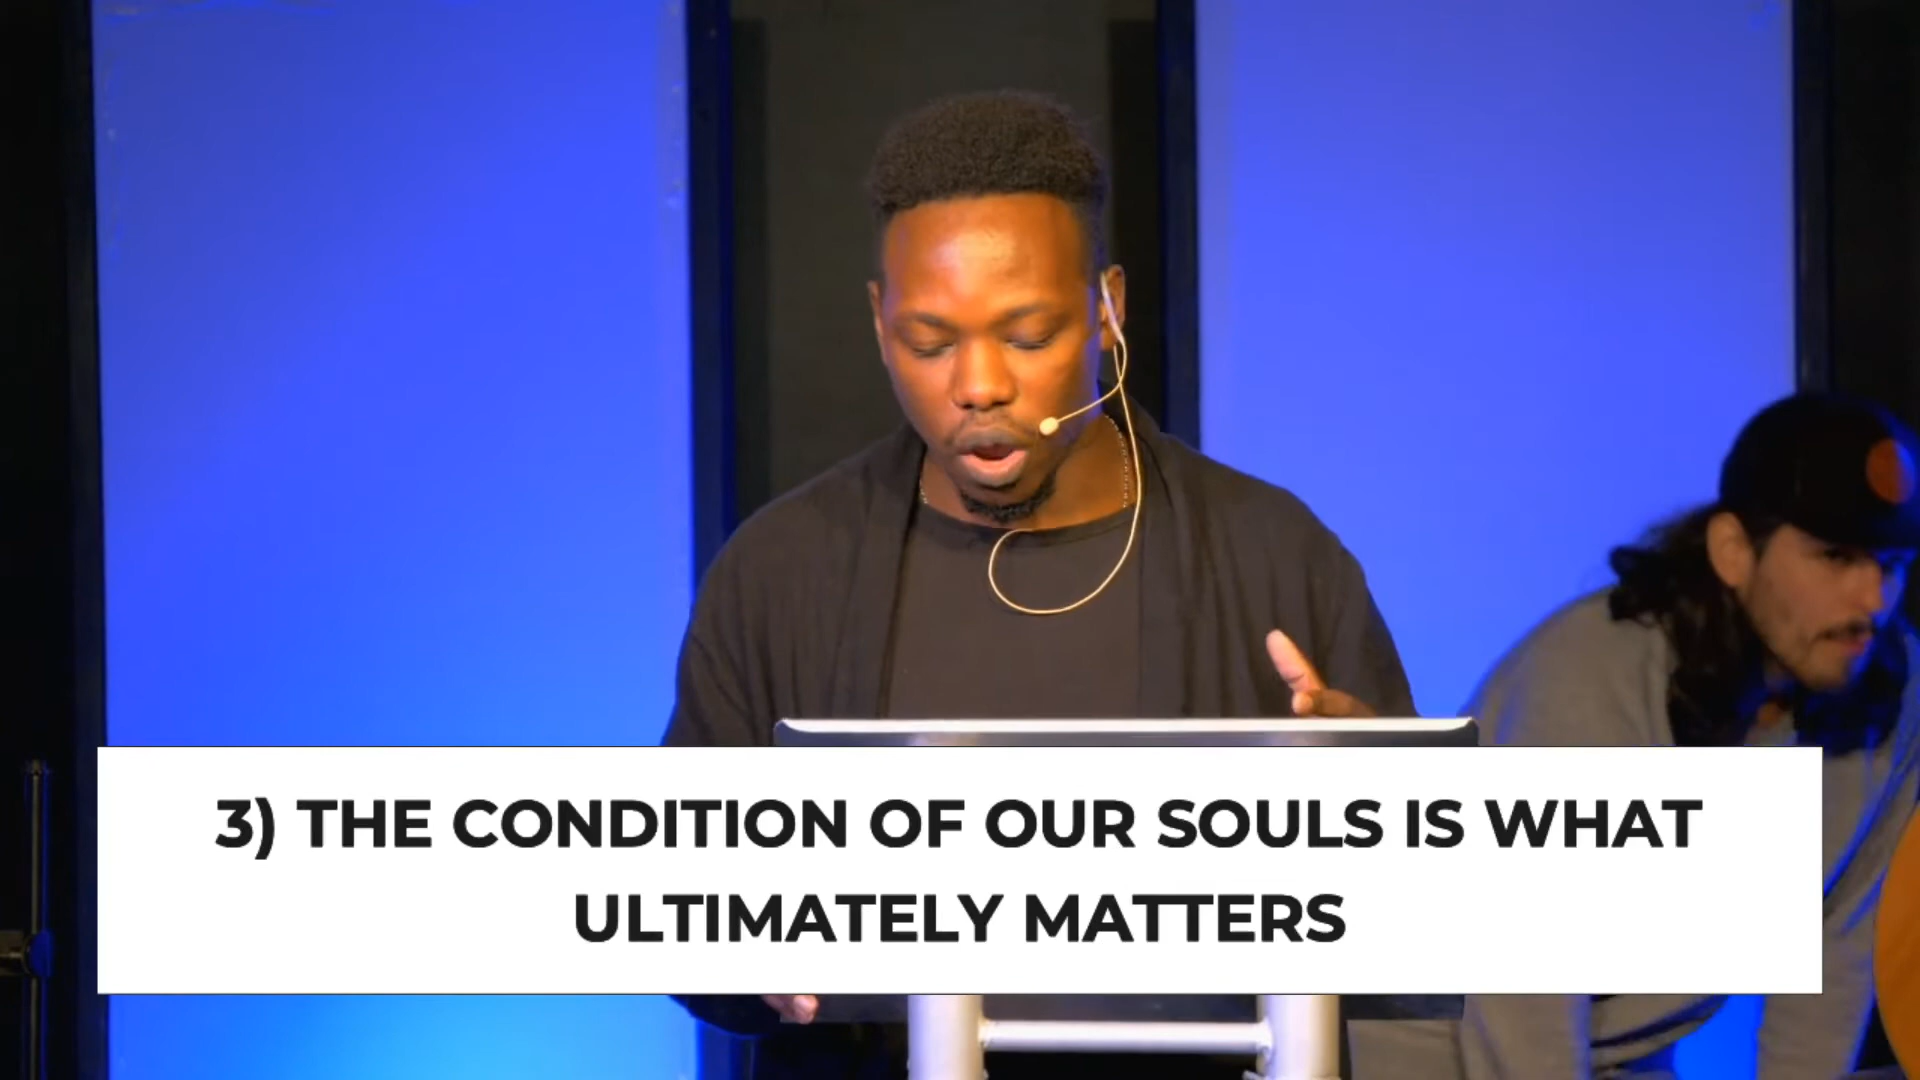 3) THE CONDITION OF OUR SOULS IS WHAT
ULTIMATELY MATTERS